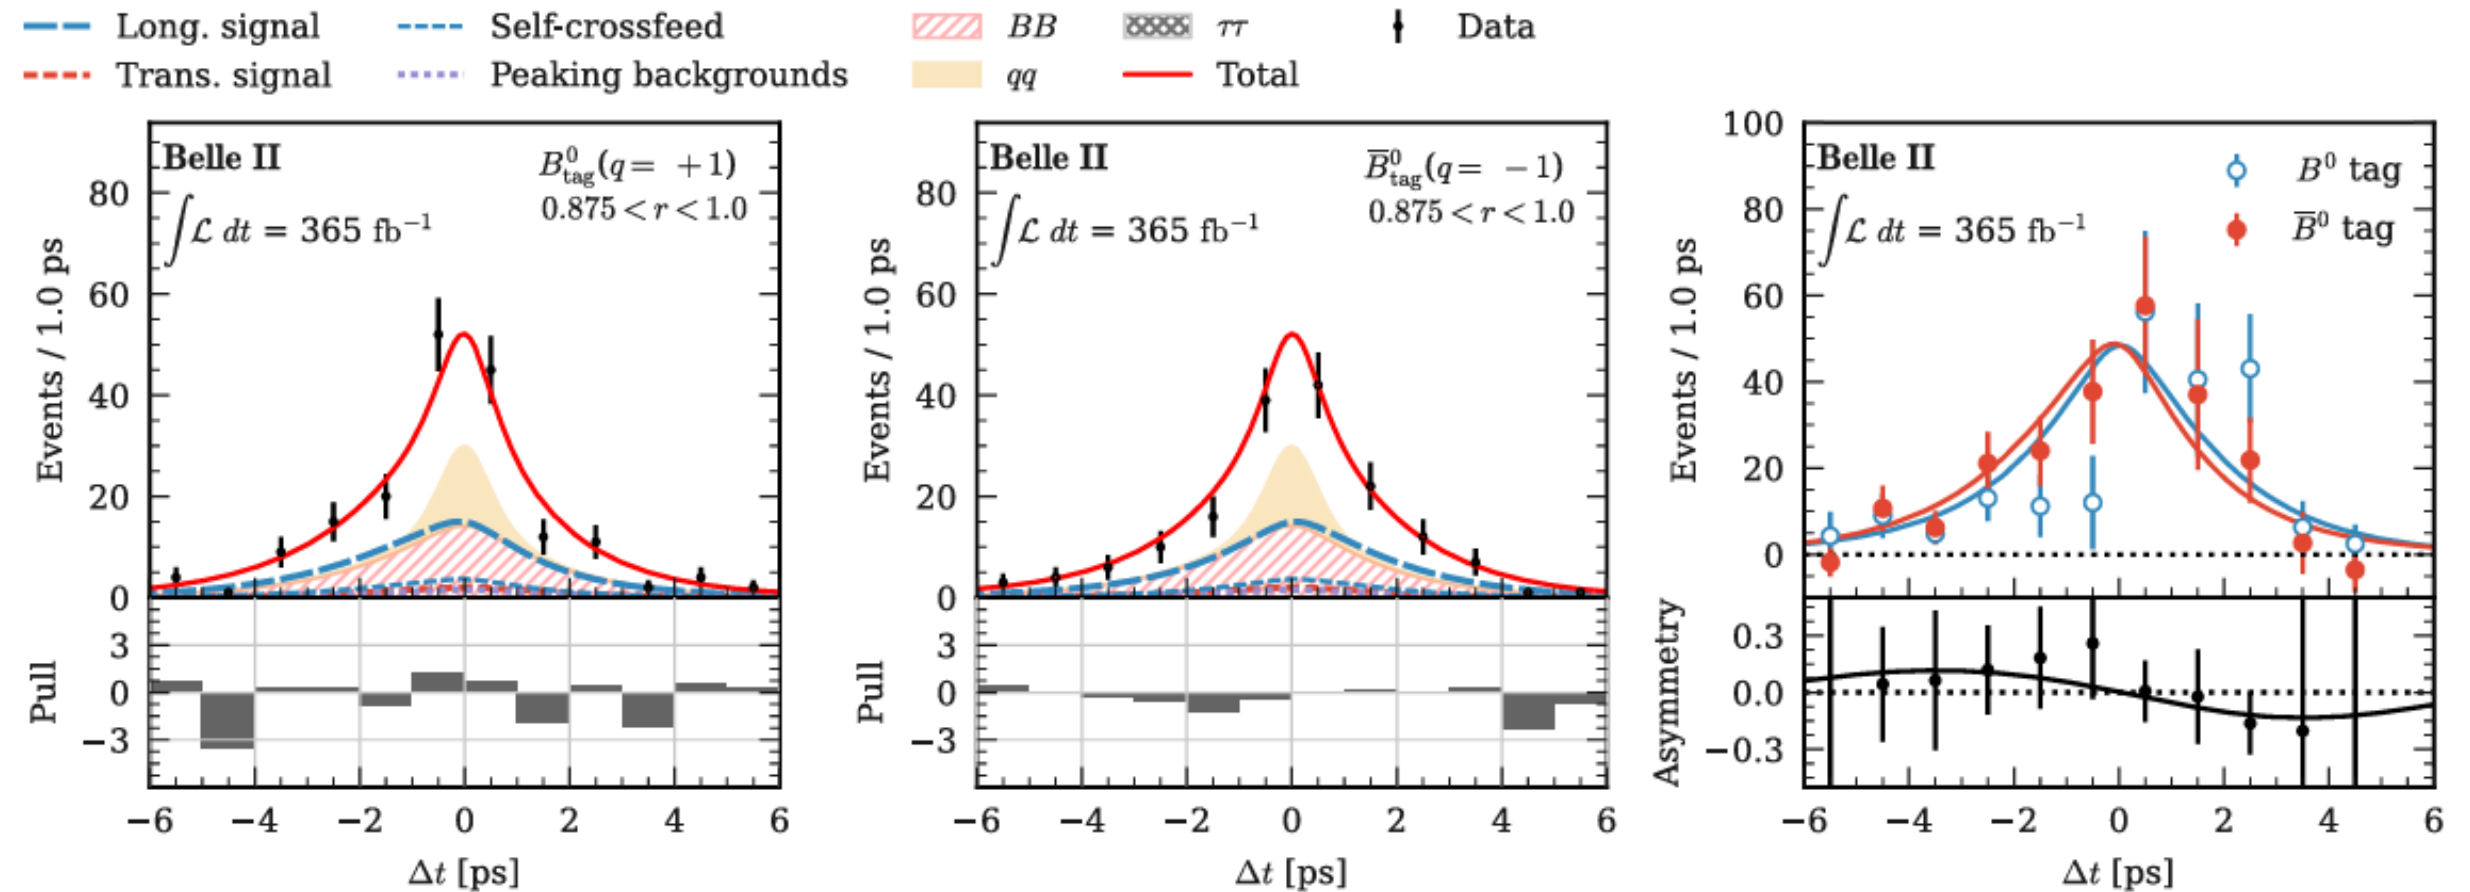 Long. signal
Self-crossfeed
BB
ττ
Data
Trans. signal
Peaking backgrounds
qq
Total
Belle II
B⁰tag(q = +1)
0.875 < r < 1.0
∫ℒ dt = 365 fb⁻¹
Events / 1.0 ps
80
60
40
20
0
Pull
3
0
−3
−6 −4 −2 0 2 4 6
Δt [ps]
Belle II
B̅⁰tag(q = −1)
0.875 < r < 1.0
∫ℒ dt = 365 fb⁻¹
Events / 1.0 ps
80
60
40
20
0
Pull
3
0
−3
−6 −4 −2 0 2 4 6
Δt [ps]
Belle II
B⁰ tag
B̅⁰ tag
∫ℒ dt = 365 fb⁻¹
Events / 1.0 ps
100
80
60
40
20
0
Asymmetry
0.3
0.0
−0.3
−6 −4 −2 0 2 4 6
Δt [ps]